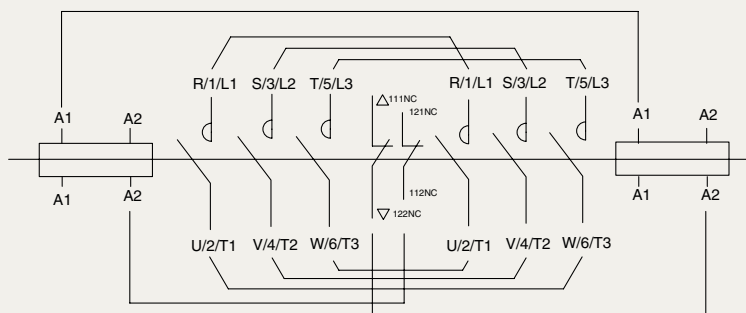 R/1/L1 S/3/L2 T/5/L3 R/1/L1 S/3/L2 T/5/L3
111NC
121NC
A1 A2 A1 A2
A1 A2 A1 A2
112NC
122NC
U/2/T1 V/4/T2 W/6/T3 U/2/T1 V/4/T2 W/6/T3